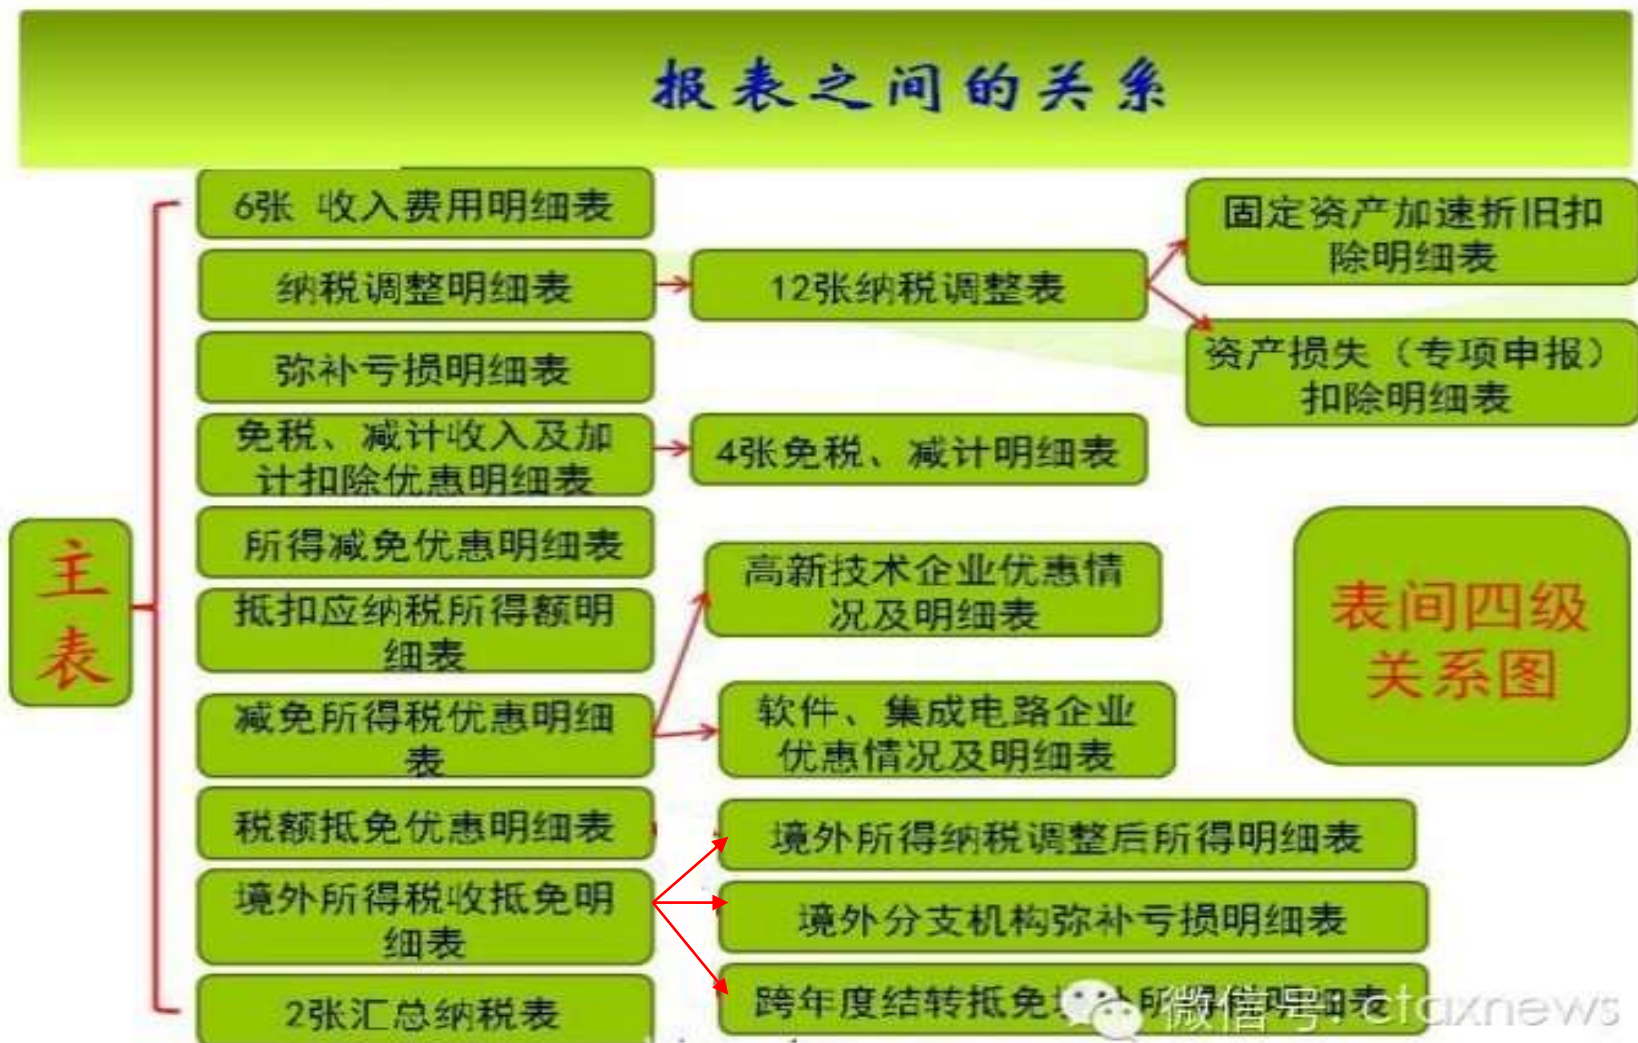 报表之间的关系
主
表
6张 收入费用明细表
纳税调整明细表
弥补亏损明细表
免税、减计收入及加
计扣除优惠明细表
所得减免优惠明细表
抵扣应纳税所得额明
细表
减免所得税优惠明细
表
税额抵免优惠明细表
境外所得税收抵免明
细表
2张汇总纳税表
12张纳税调整表
4张免税、减计明细表
高新技术企业优惠情
况及明细表
软件、集成电路企业
优惠情况及明细表
境外所得纳税调整后所得明细表
境外分支机构弥补亏损明细表
跨年度结转抵免 所 细表
固定资产加速折旧扣
除明细表
资产损失（专项申报）
扣除明细表
表间四级
关系图
微信号: ctaxnews